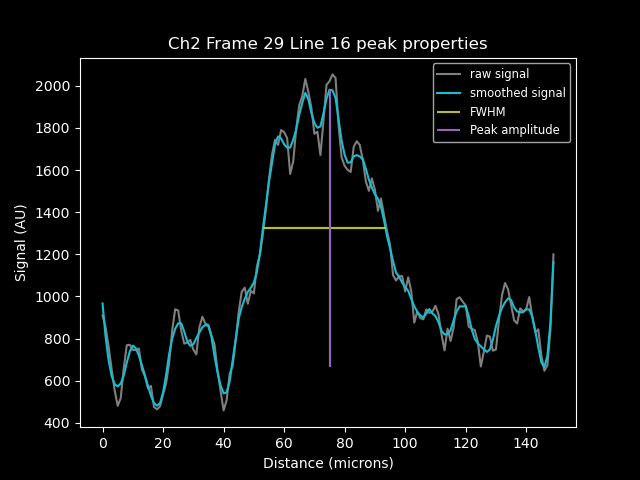 Ch2 Frame 29 Line 16 peak properties
raw signal
smoothed signal
FWHM
Peak amplitude
Signal (AU)
2000
1800
1600
1400
1200
1000
800
600
400
0 20 40 60 80 100 120 140
Distance (microns)